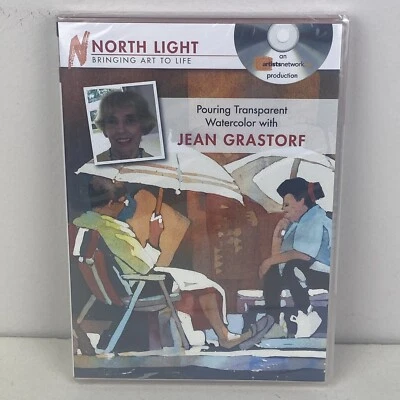 NORTH LIGHT
BRINGING ART TO LIFE
an
artistsnetwork
production
Pouring Transparent
Watercolor with
JEAN GRASTORF